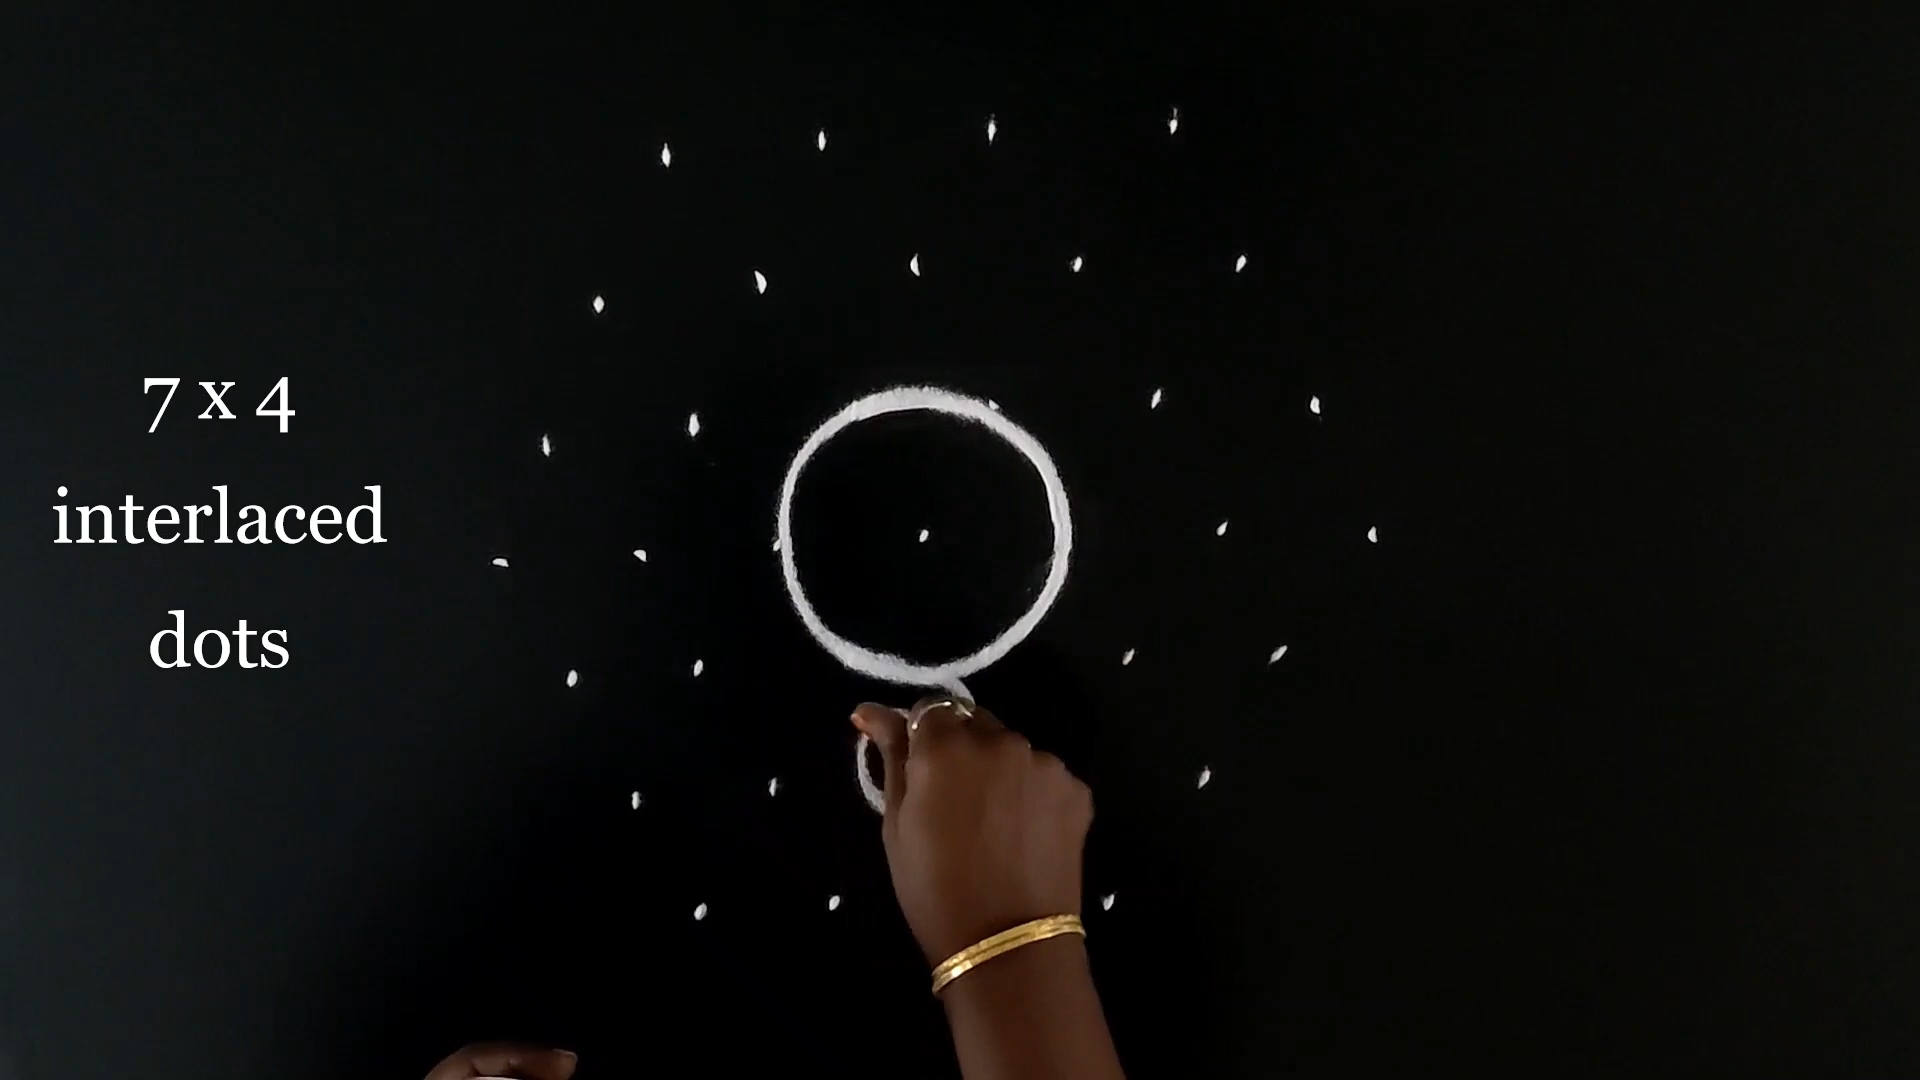 7 x 4
interlaced
dots